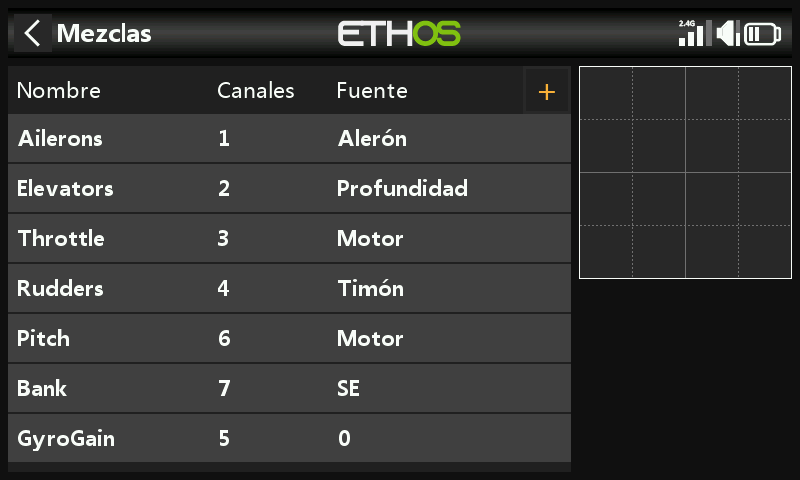 Mezclas
ETHOS
2.4G
Nombre Canales Fuente +
Ailerons 1 Alerón
Elevators 2 Profundidad
Throttle 3 Motor
Rudders 4 Timón
Pitch 6 Motor
Bank 7 SE
GyroGain 5 0